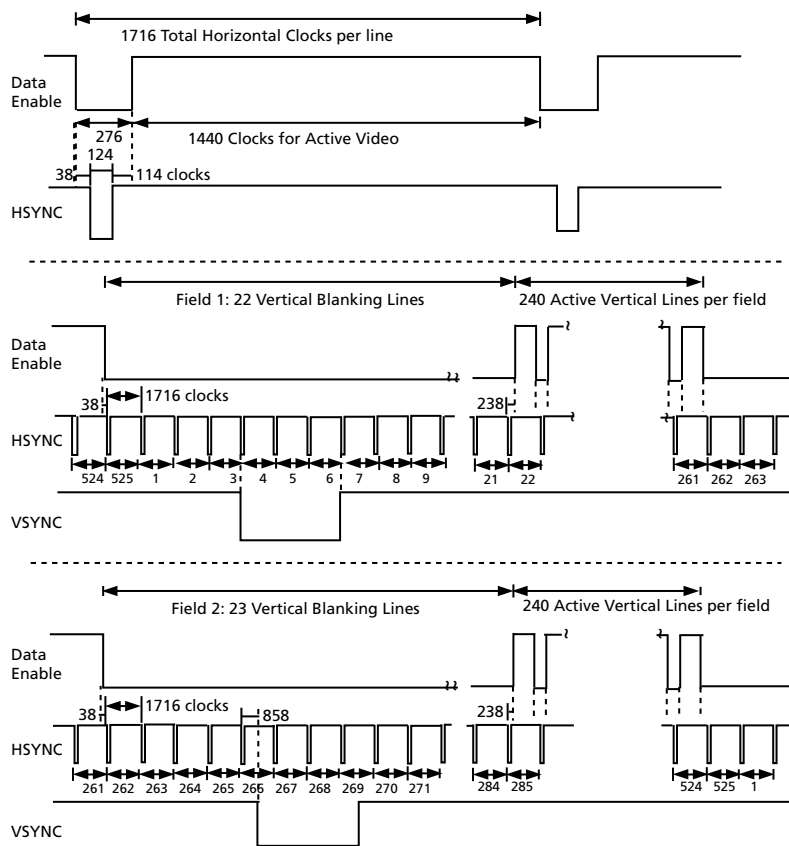 1716 Total Horizontal Clocks per line
Data
Enable
276
1440 Clocks for Active Video
124
38
114 clocks
HSYNC
Field 1: 22 Vertical Blanking Lines
240 Active Vertical Lines per field
Data
Enable
38
1716 clocks
238
HSYNC
524 525 1 2 3 4 5 6 7 8 9 21 22 261 262 263
VSYNC
Field 2: 23 Vertical Blanking Lines
240 Active Vertical Lines per field
Data
Enable
38
1716 clocks
858
238
HSYNC
261 262 263 264 265 266 267 268 269 270 271 284 285 524 525 1
VSYNC